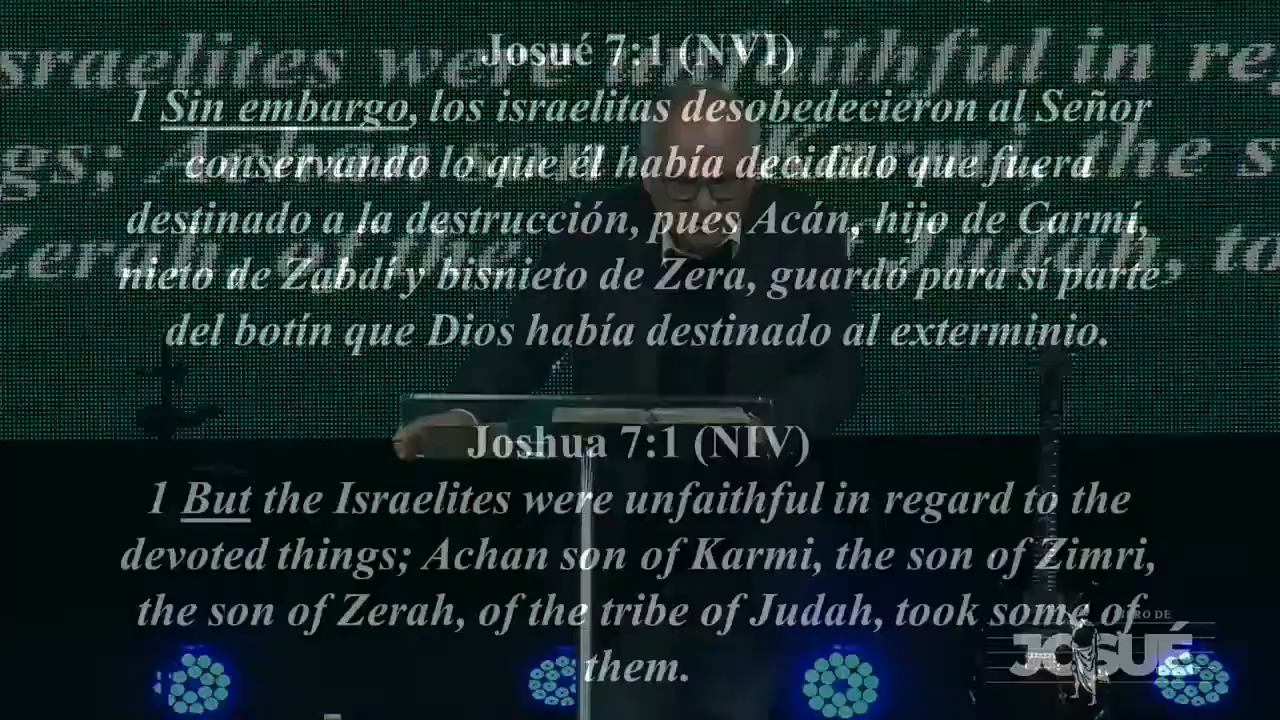 Josué 7:1 (NVI)
1 Sin embargo, los israelitas desobedecieron al Señor
conservando lo que él había decidido que fuera
destinado a la destrucción, pues Acán, hijo de Carmí,
nieto de Zabdí y bisnieto de Zera, guardó para sí parte
del botín que Dios había destinado al exterminio.
Joshua 7:1 (NIV)
1 But the Israelites were unfaithful in regard to the
devoted things; Achan son of Karmi, the son of Zimri,
the son of Zerah, of the tribe of Judah, took some of
them.
JOSUÉ